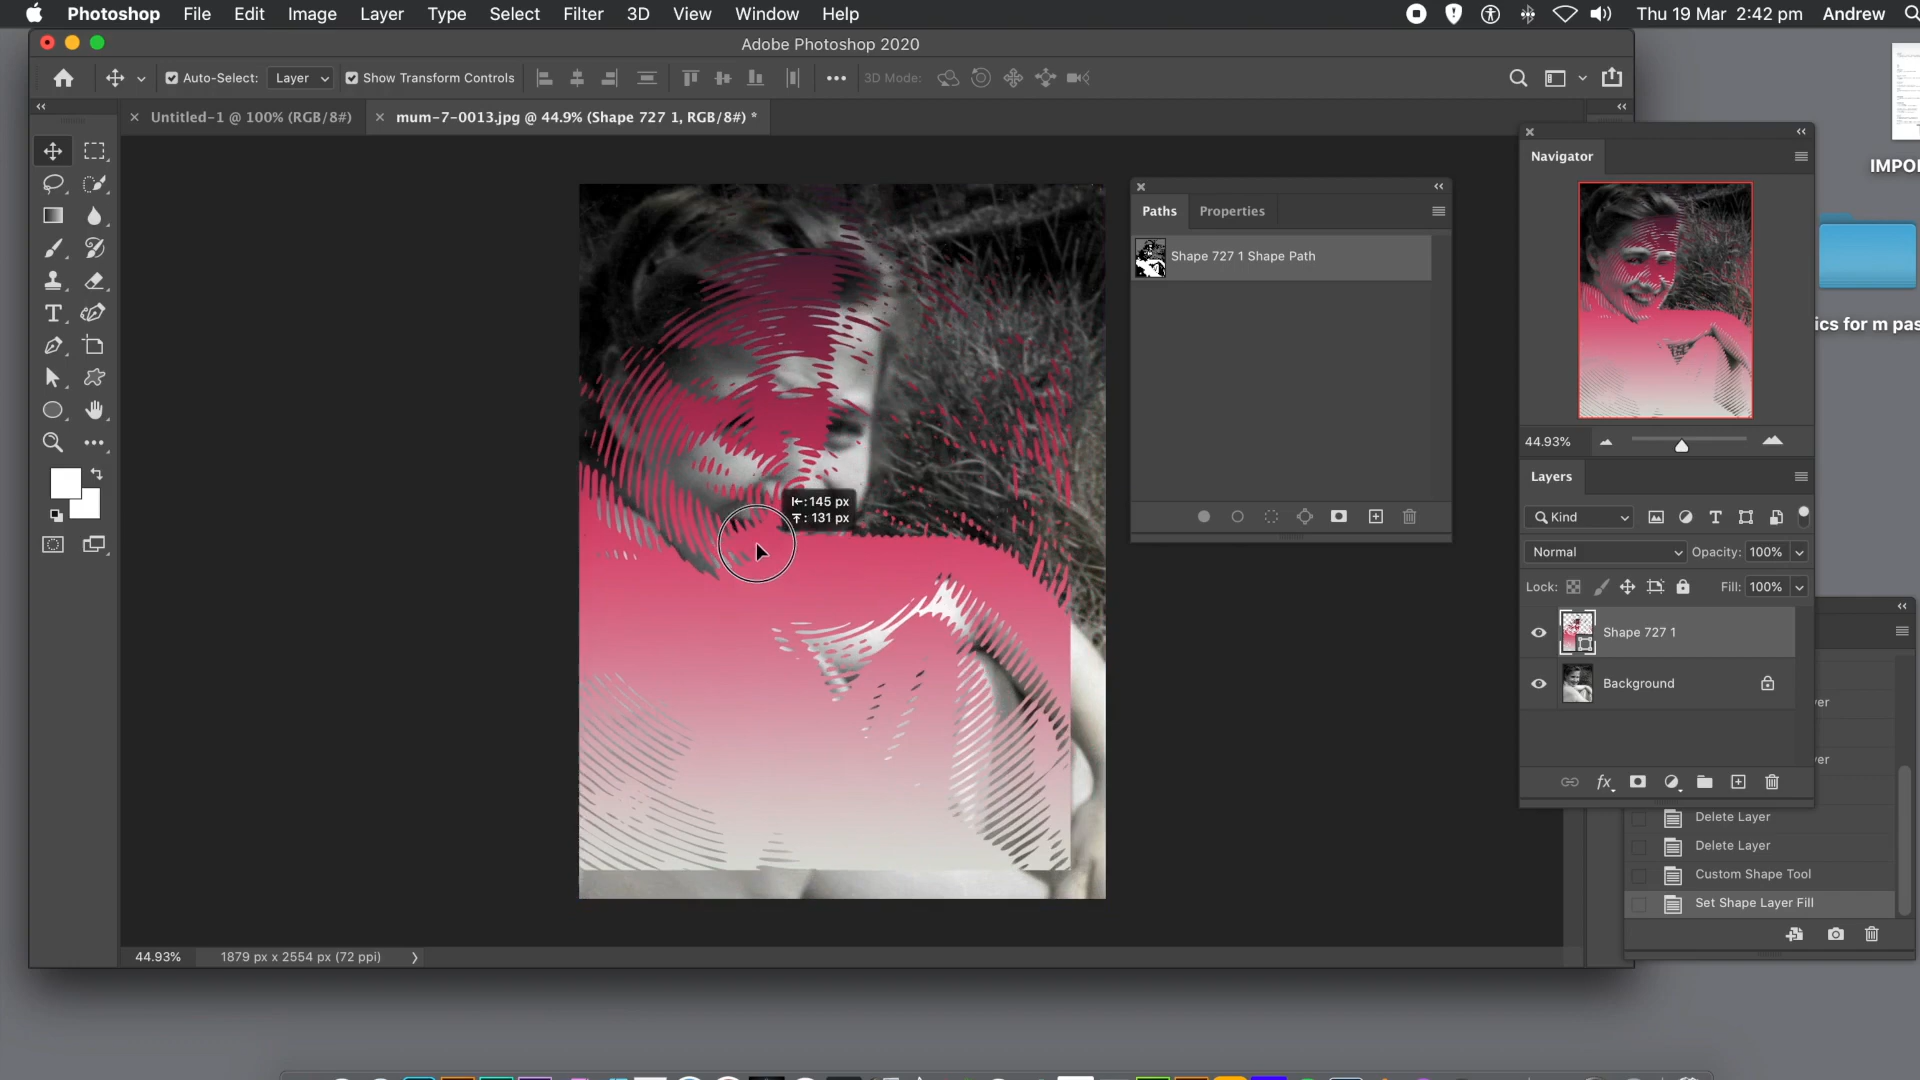 Photoshop File Edit Image Layer Type Select Filter 3D View Window Help Thu 19 Mar 2:42 pm Andrew
Adobe Photoshop 2020
Auto-Select: Layer Show Transform Controls 3D Mode:
Untitled-1 @ 100% (RGB/8#) mum-7-0013.jpg @ 44.9% (Shape 727 1, RGB/8#) *
Navigator
IMPO
Paths Properties
Shape 727 1 Shape Path
ics for m pas
44.93%
Layers
Kind
:145 px
: 131 px
Normal Opacity: 100%
Lock: Fill: 100%
Shape 727 1
Background
yer
yer
Delete Layer
Delete Layer
Custom Shape Tool
Set Shape Layer Fill
44.93% 1879 px x 2554 px (72 ppi)